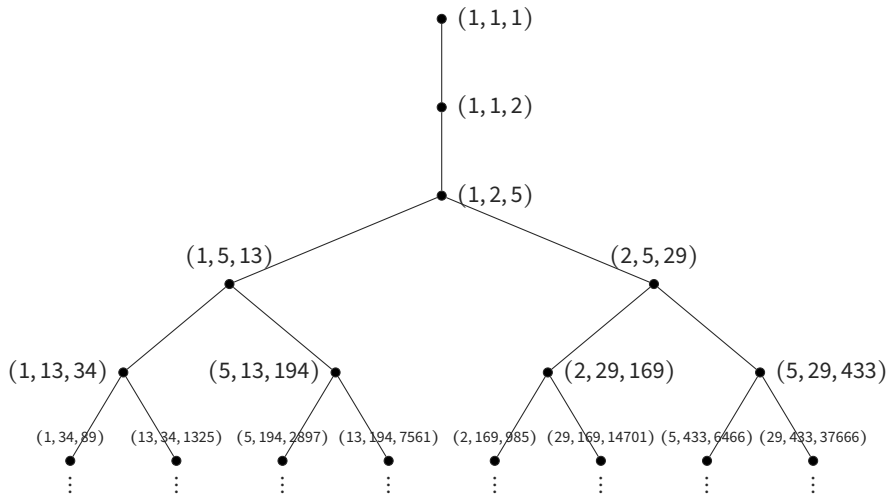 (1, 1, 1)
(1, 1, 2)
(1, 2, 5)
(1, 5, 13)
(2, 5, 29)
(1, 13, 34)
(5, 13, 194)
(2, 29, 169)
(5, 29, 433)
(1, 34, 89)
(13, 34, 1325)
(5, 194, 2897)
(13, 194, 7561)
(2, 169, 985)
(29, 169, 14701)
(5, 433, 6466)
(29, 433, 37666)
⋮ ⋮ ⋮ ⋮ ⋮ ⋮ ⋮ ⋮